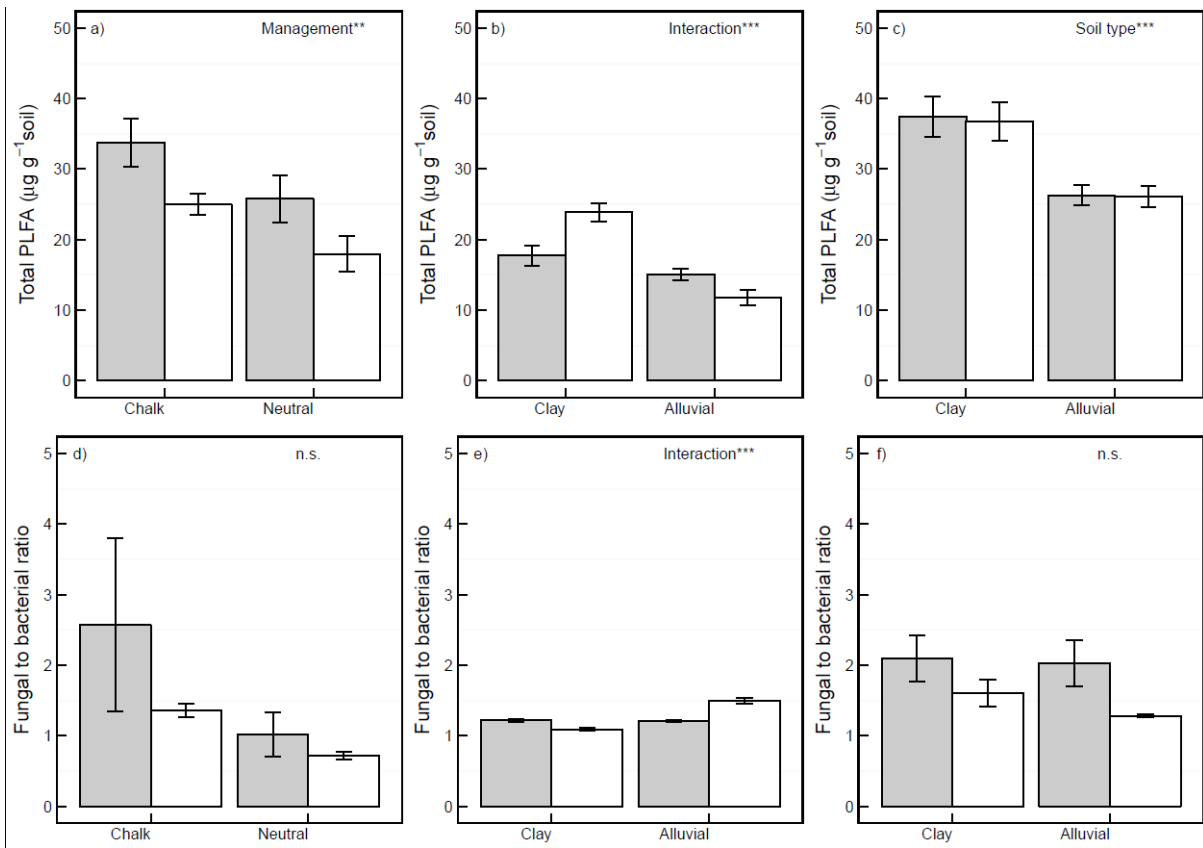 a) Management**
Total PLFA (µg g⁻¹soil)
50
40
30
20
10
0
Chalk Neutral
b) Interaction***
Total PLFA (µg g⁻¹soil)
50
40
30
20
10
0
Clay Alluvial
c) Soil type***
Total PLFA (µg g⁻¹soil)
50
40
30
20
10
0
Clay Alluvial
d) n.s.
Fungal to bacterial ratio
5
4
3
2
1
0
Chalk Neutral
e) Interaction***
Fungal to bacterial ratio
5
4
3
2
1
0
Clay Alluvial
f) n.s.
Fungal to bacterial ratio
5
4
3
2
1
0
Clay Alluvial